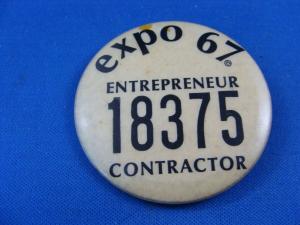 expo 67©
ENTREPRENEUR
18375
CONTRACTOR